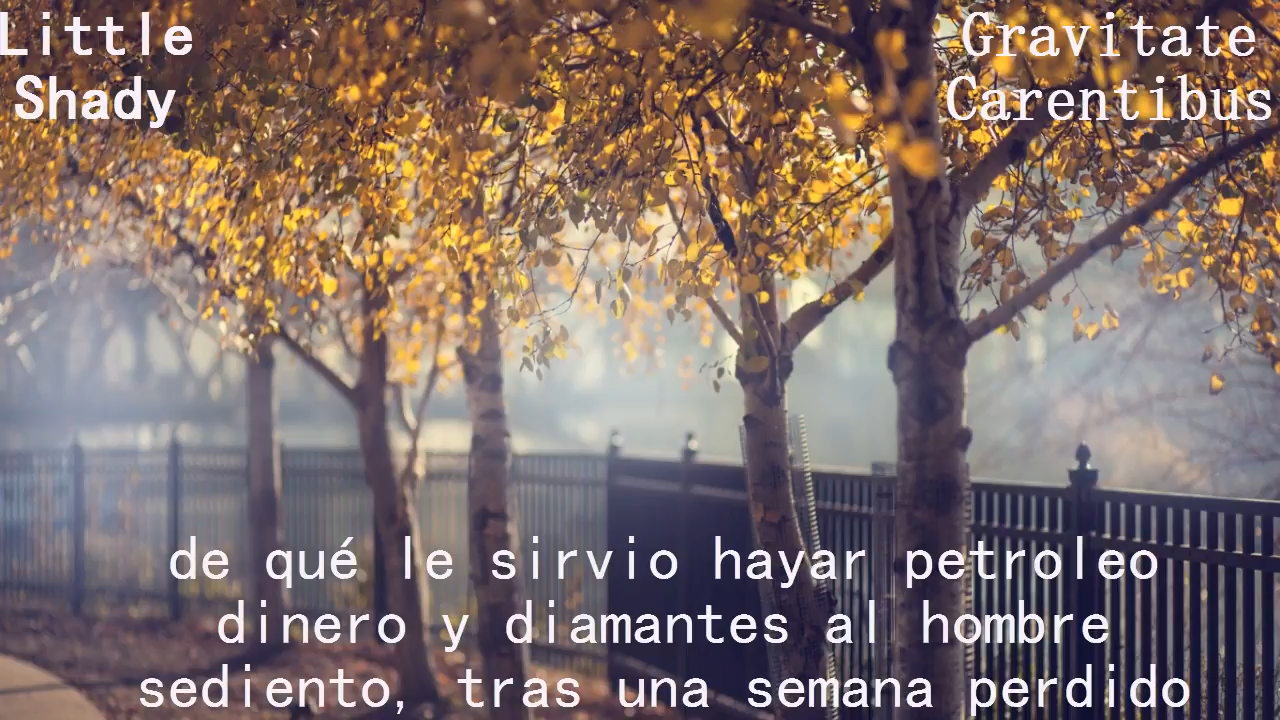 Little
Shady
Gravitate
Carentibus
de qué le sirvio hayar petroleo
dinero y diamantes al hombre
sediento, tras una semana perdido